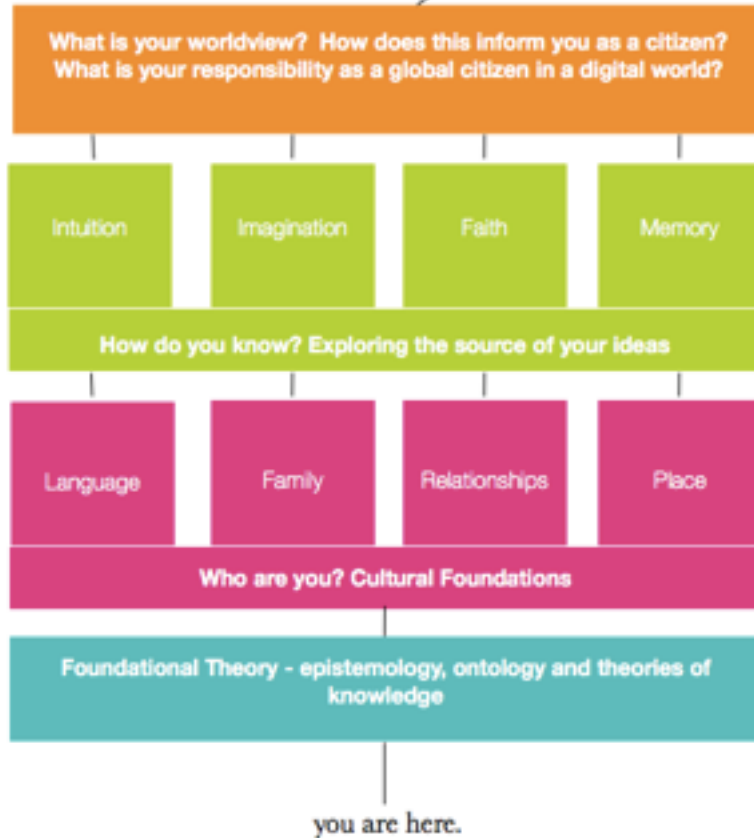 What is your worldview? How does this inform you as a citizen?
What is your responsibility as a global citizen in a digital world?
Intuition
Imagination
Faith
Memory
How do you know? Exploring the source of your ideas
Language
Family
Relationships
Place
Who are you? Cultural Foundations
Foundational Theory - epistemology, ontology and theories of
knowledge
you are here.